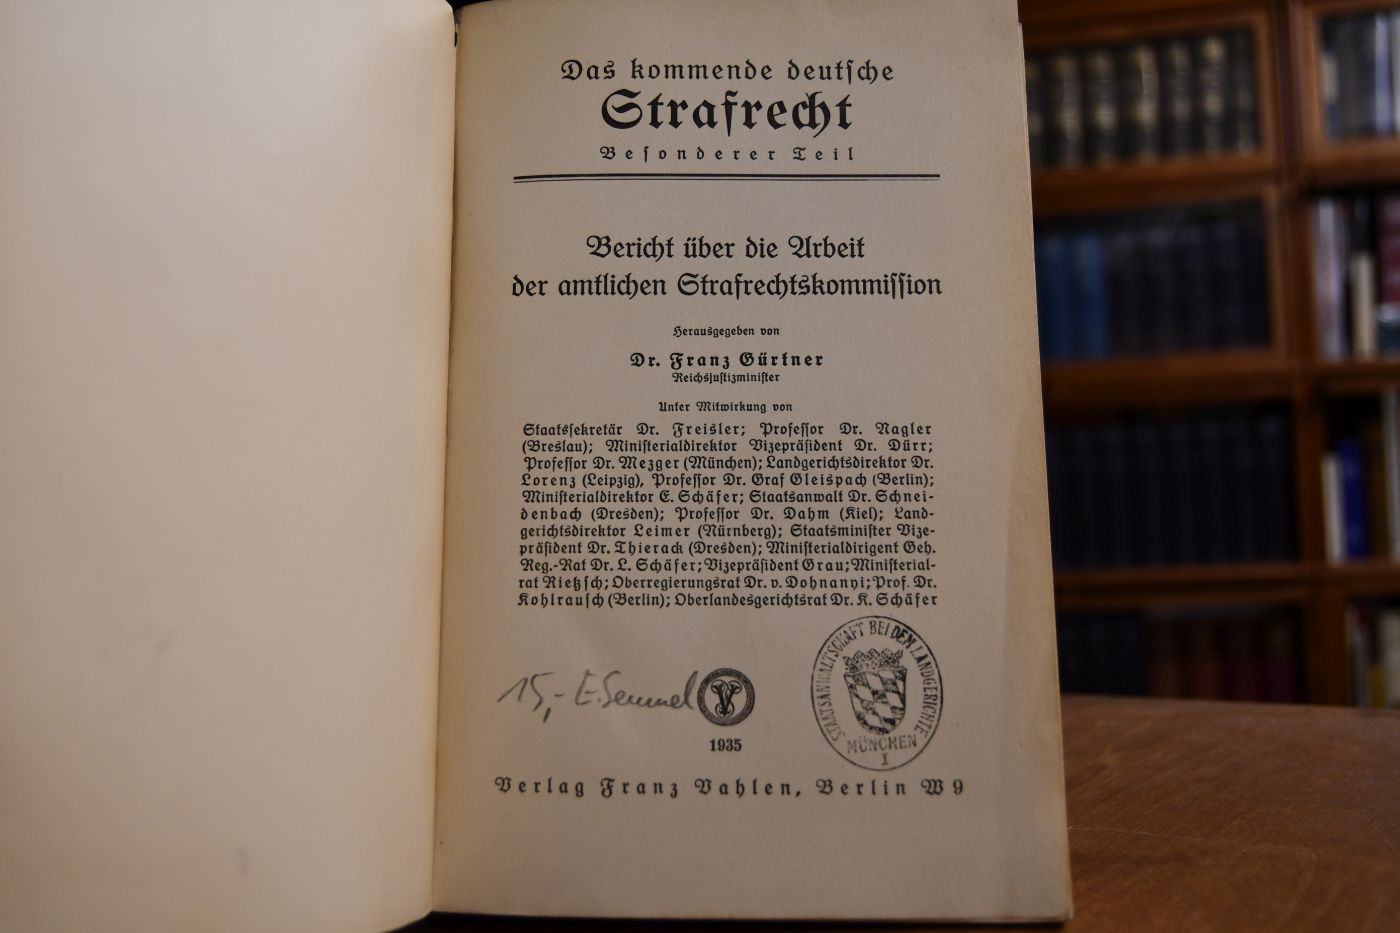 Das kommende deutsche
Strafrecht
Besonderer Teil
Bericht über die Arbeit
der amtlichen Strafrechtskommission
Herausgegeben von
Dr. Franz Gürtner
Reichsjustizminister
Unter Mitwirkung von
Staatssekretär Dr. Freisler; Professor Dr. Nagler
(Breslau); Ministerialdirektor Vizepräsident Dr. Dürr;
Professor Dr. Mezger (München); Landgerichtsdirektor Dr.
Lorenz (Leipzig), Professor Dr. Graf Gleispach (Berlin);
Ministerialdirektor E. Schäfer; Staatsanwalt Dr. Schnei-
denbach (Dresden); Professor Dr. Dahm (Kiel); Land-
gerichtsdirektor Leimer (Nürnberg); Staatsminister Vize-
präsident Dr. Thierack (Dresden); Ministerialdirigent Geh.
Reg.-Rat Dr. L. Schäfer; Vizepräsident Grau; Ministerial-
rat Rietzsch; Oberregierungsrat Dr. v. Dohnanyi; Prof. Dr.
Kohlrausch (Berlin); Oberlandesgerichtsrat Dr. K. Schäfer
15,- E. Semmel
STAATSANWALTSCHAFT BEI DEM LANDGERICHTE
MÜNCHEN
I
1935
Verlag Franz Vahlen, Berlin W 9